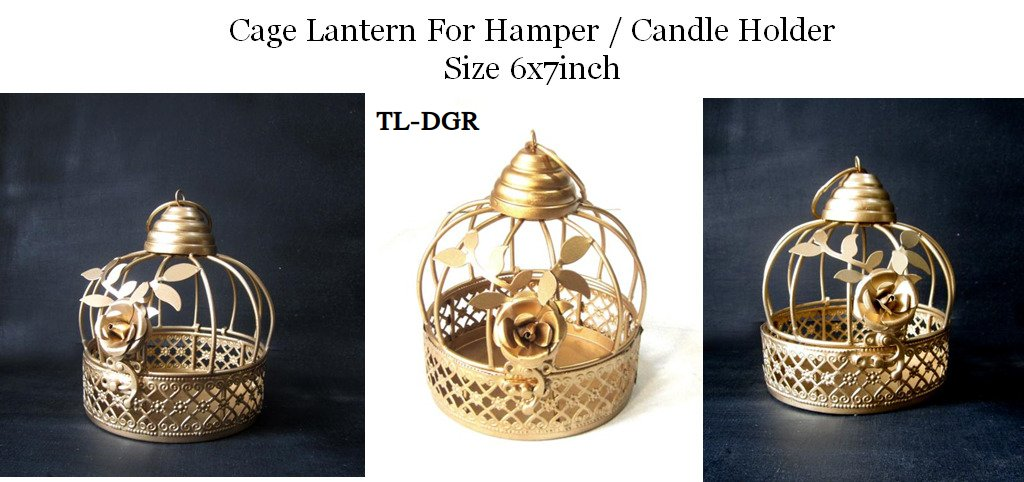 Cage Lantern For Hamper / Candle Holder
Size 6x7inch
TL-DGR